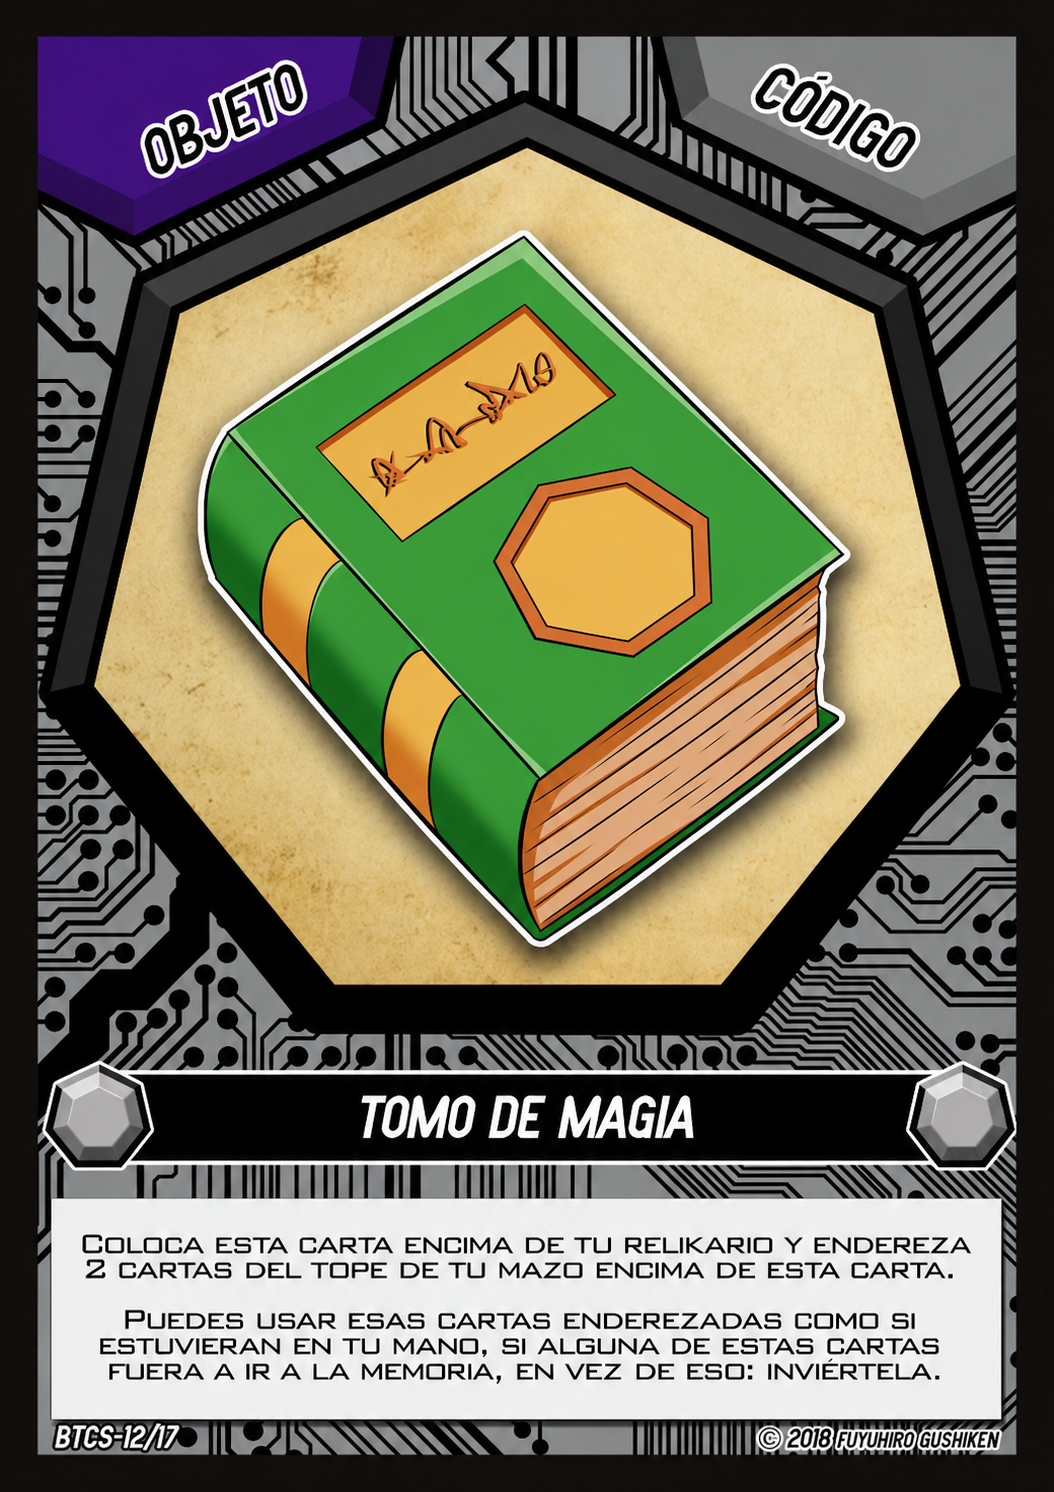 OBJETO
CÓDIGO
TOMO DE MAGIA
COLOCA ESTA CARTA ENCIMA DE TU RELIKARIO Y ENDEREZA
2 CARTAS DEL TOPE DE TU MAZO ENCIMA DE ESTA CARTA.
PUEDES USAR ESAS CARTAS ENDEREZADAS COMO SI
ESTUVIERAN EN TU MANO, SI ALGUNA DE ESTAS CARTAS
FUERA A IR A LA MEMORIA, EN VEZ DE ESO: INVIÉRTELA.
BTCS-12/17
© 2018 FUYUHIRO GUSHIKEN